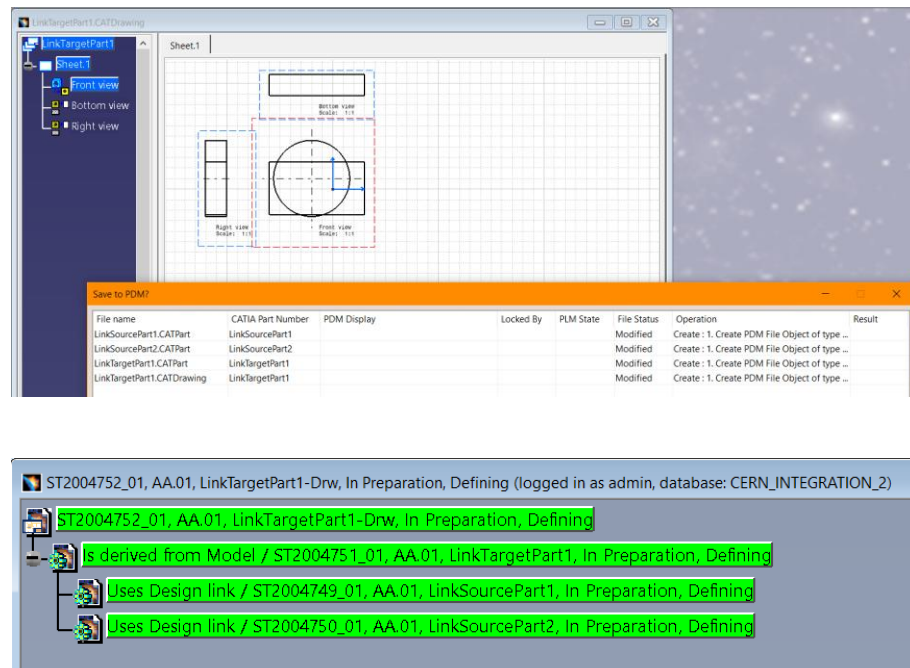 LinkTargetPart1.CATDrawing
LinkTargetPart1
Sheet.1
Sheet.1
Front view
Bottom view
Right view
Bottom view
Scale: 1:1
Right view
Scale: 1:1
Front view
Scale: 1:1
Save to PDM?
File name CATIA Part Number PDM Display Locked By PLM State File Status Operation Result
LinkSourcePart1.CATPart LinkSourcePart1 Modified Create : 1. Create PDM File Object of type ...
LinkSourcePart2.CATPart LinkSourcePart2 Modified Create : 1. Create PDM File Object of type ...
LinkTargetPart1.CATPart LinkTargetPart1 Modified Create : 1. Create PDM File Object of type ...
LinkTargetPart1.CATDrawing LinkTargetPart1 Modified Create : 1. Create PDM File Object of type ...
ST2004752_01, AA.01, LinkTargetPart1-Drw, In Preparation, Defining (logged in as admin, database: CERN_INTEGRATION_2)
ST2004752_01, AA.01, LinkTargetPart1-Drw, In Preparation, Defining
Is derived from Model / ST2004751_01, AA.01, LinkTargetPart1, In Preparation, Defining
Uses Design link / ST2004749_01, AA.01, LinkSourcePart1, In Preparation, Defining
Uses Design link / ST2004750_01, AA.01, LinkSourcePart2, In Preparation, Defining